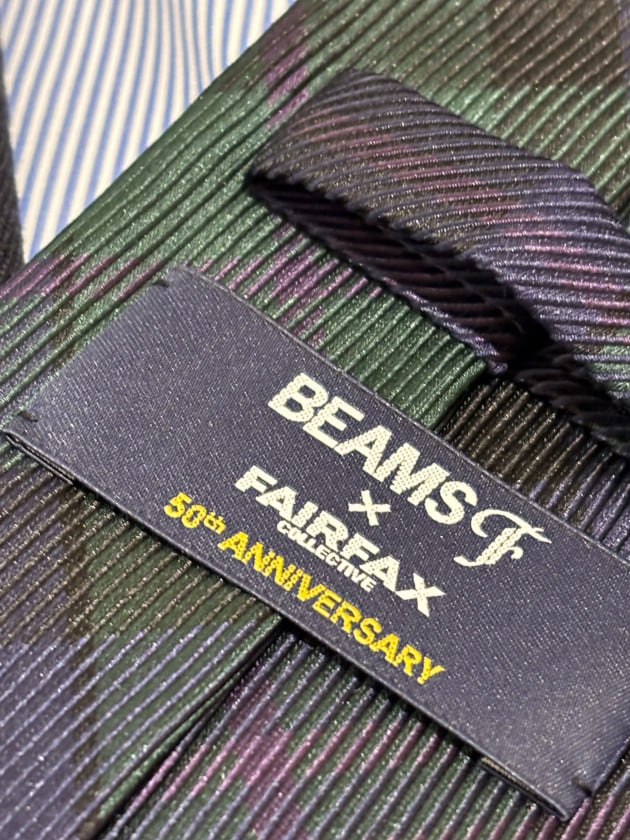 BEAMS F
×
FAIRFAX
COLLECTIVE
50th ANNIVERSARY